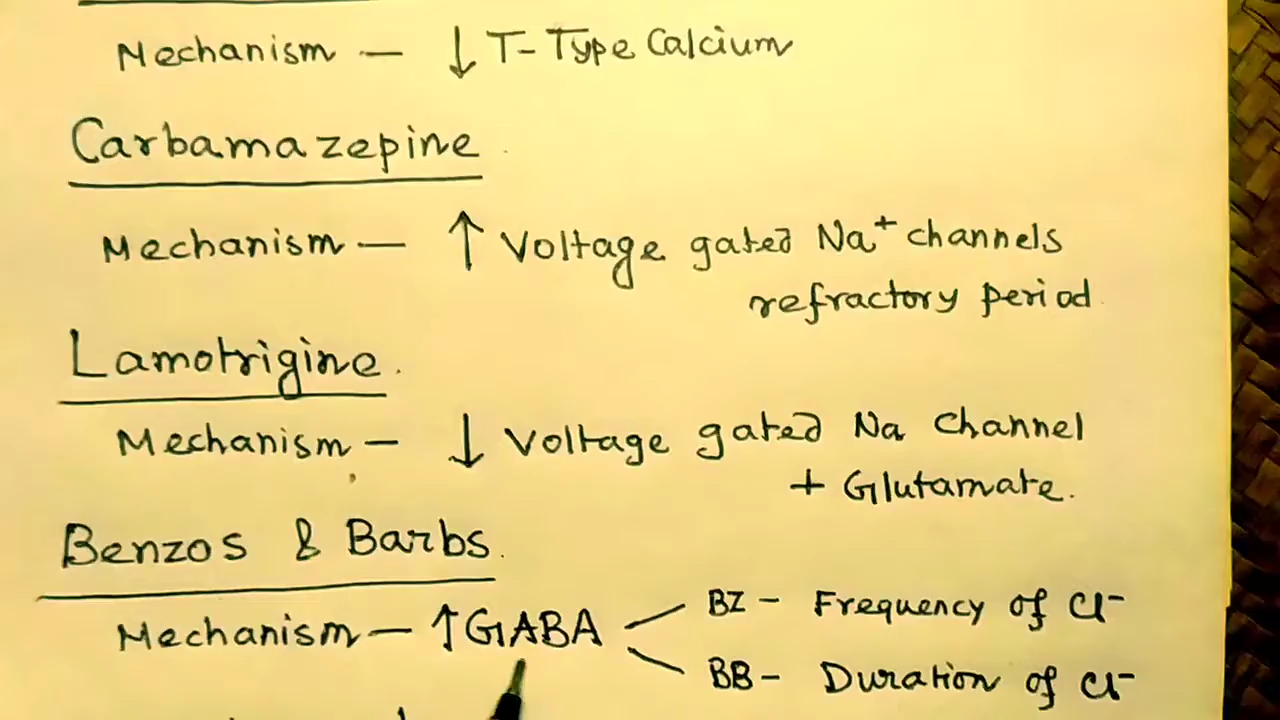 Mechanism — ↓ T-Type Calcium
Carbamazepine
Mechanism — ↑ Voltage gated Na+ channels
refractory period
Lamotrigine.
Mechanism — ↓ Voltage gated Na Channel
+ Glutamate.
Benzos & Barbs.
Mechanism — ↑GABA
BZ - Frequency of Cl-
BB - Duration of Cl-